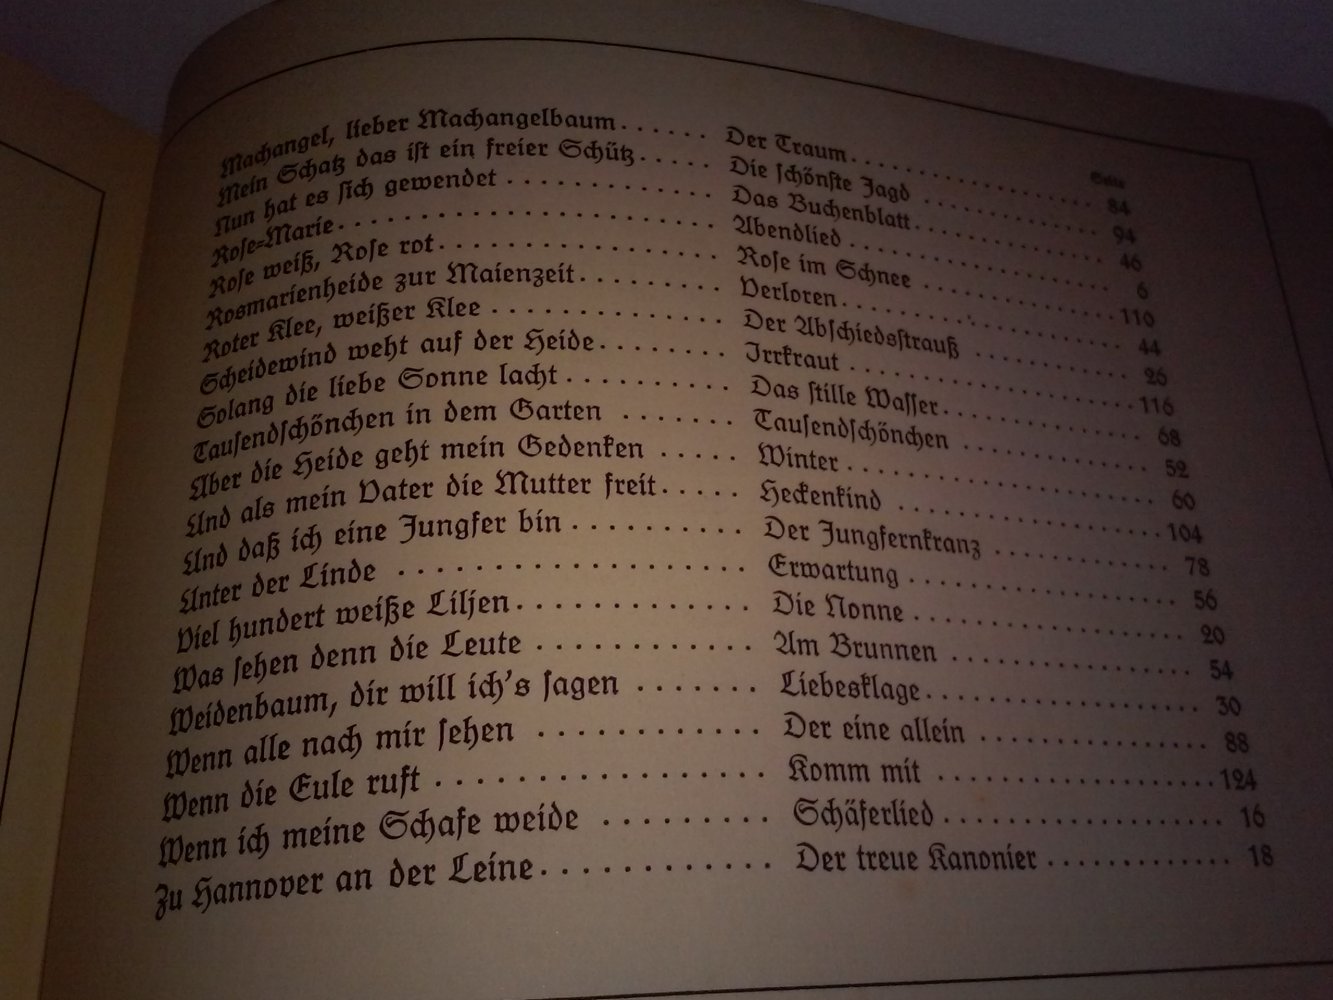 Seite
Machangel, lieber Machangelbaum . . . . . . Der Traum . . . . . . . . . . . . . . . . . . 84
Mein Schatz das ist ein freier Schütz . . . . . Die schönste Jagd . . . . . . . . . . . . . 94
Nun hat es sich gewendet . . . . . . . . . . . . . Das Buchenblatt . . . . . . . . . . . . . . 46
Rose-Marie . . . . . . . . . . . . . . . . . . . . . . . Abendlied . . . . . . . . . . . . . . . . . . 6
Rose weiß, Rose rot . . . . . . . . . . . . . . . . Rose im Schnee . . . . . . . . . . . . . 110
Rosmarienheide zur Maienzeit . . . . . . . . . Verloren . . . . . . . . . . . . . . . . . . . 44
Roter Klee, weißer Klee . . . . . . . . . . . . . . Der Abschiedsstrauß . . . . . . . . . . 26
Scheidewind weht auf der Heide . . . . . . . . Irrkraut . . . . . . . . . . . . . . . . . . . 116
Solang die liebe Sonne lacht . . . . . . . . . . Das stille Wasser . . . . . . . . . . . . . 68
Tausendschönchen in dem Garten . . . . . . . Tausendschönchen . . . . . . . . . . . . 52
Über die Heide geht mein Gedenken . . . . . Winter . . . . . . . . . . . . . . . . . . . . 60
Und als mein Vater die Mutter freit . . . . . Heckenkind . . . . . . . . . . . . . . . . . 104
Und daß ich eine Jungfer bin . . . . . . . . . . Der Jungfernkranz . . . . . . . . . . . . 78
Unter der Linde . . . . . . . . . . . . . . . . . . . Erwartung . . . . . . . . . . . . . . . . . . 56
Viel hundert weiße Liljen . . . . . . . . . . . . . Die Nonne . . . . . . . . . . . . . . . . . . 20
Was sehen denn die Leute . . . . . . . . . . . . Am Brunnen . . . . . . . . . . . . . . . . 54
Weidenbaum, dir will ich's sagen . . . . . . . Liebesklage . . . . . . . . . . . . . . . . . 30
Wenn alle nach mir sehen . . . . . . . . . . . . Der eine allein . . . . . . . . . . . . . . . 88
Wenn die Eule ruft . . . . . . . . . . . . . . . . . Komm mit . . . . . . . . . . . . . . . . . . 124
Wenn ich meine Schafe weide . . . . . . . . . Schäferlied . . . . . . . . . . . . . . . . . . 16
Zu Hannover an der Leine . . . . . . . . . . . . Der treue Kanonier . . . . . . . . . . . . 18